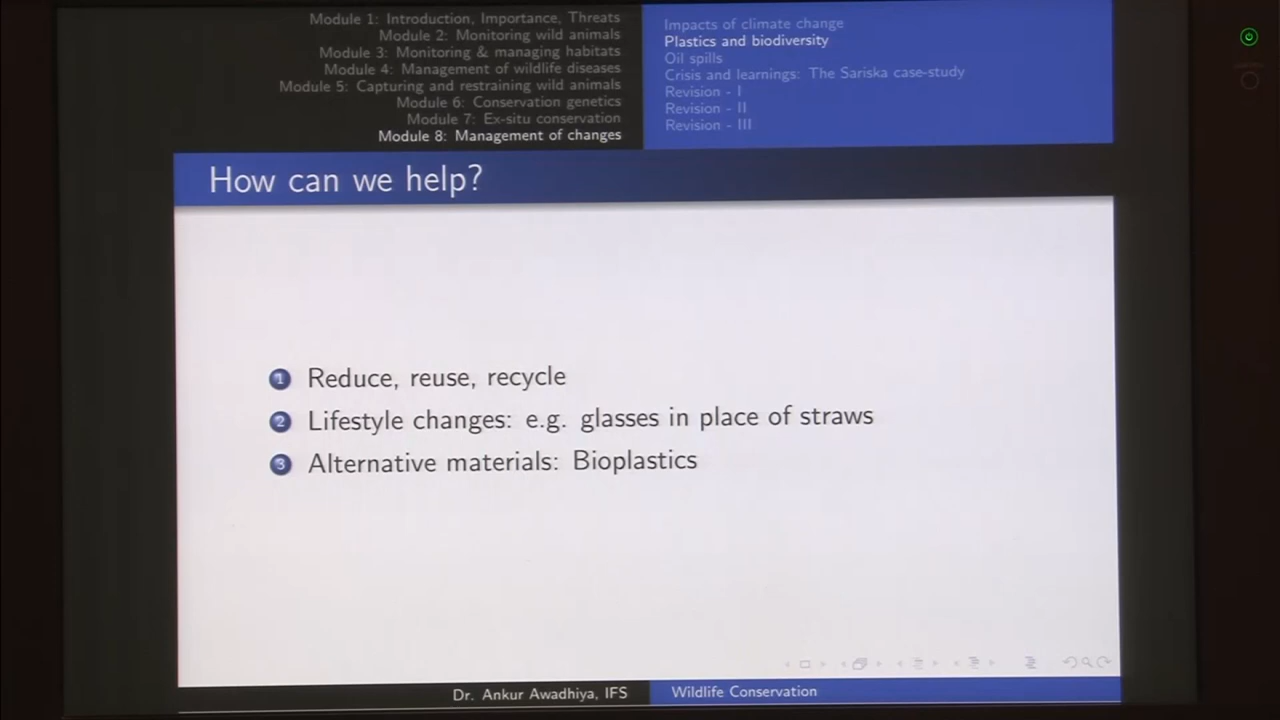 Module 1: Introduction, Importance, Threats
Module 2: Monitoring wild animals
Module 3: Monitoring & managing habitats
Module 4: Management of wildlife diseases
Module 5: Capturing and restraining wild animals
Module 6: Conservation genetics
Module 7: Ex-situ conservation
Module 8: Management of changes
Impacts of climate change
Plastics and biodiversity
Oil spills
Crisis and learnings: The Sariska case-study
Revision - I
Revision - II
Revision - III
How can we help?
1 Reduce, reuse, recycle
2 Lifestyle changes: e.g. glasses in place of straws
3 Alternative materials: Bioplastics
Dr. Ankur Awadhiya, IFS
Wildlife Conservation